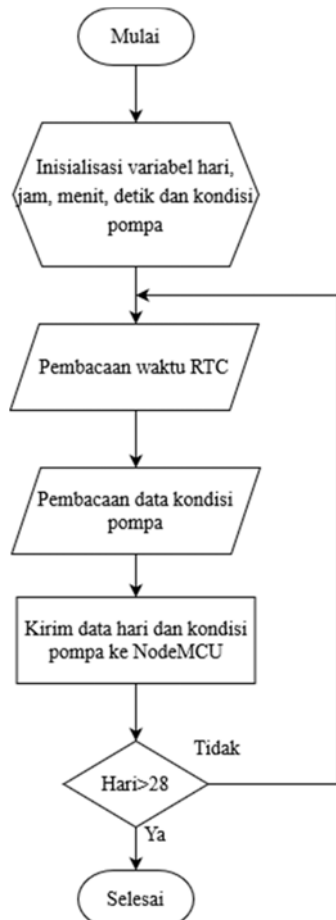 Mulai
Inisialisasi variabel hari,
jam, menit, detik dan kondisi
pompa
Pembacaan waktu RTC
Pembacaan data kondisi
pompa
Kirim data hari dan kondisi
pompa ke NodeMCU
Tidak
Hari>28
Ya
Selesai